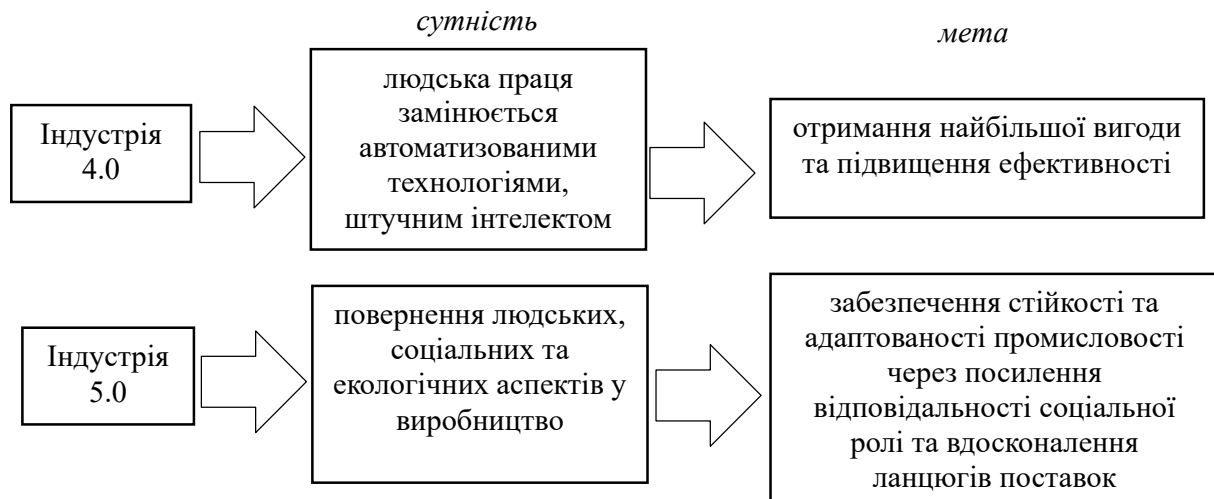 сутність
мета
Індустрія
4.0
людська праця
замінюється
автоматизованими
технологіями,
штучним інтелектом
отримання найбільшої вигоди
та підвищення ефективності
Індустрія
5.0
повернення людських,
соціальних та
екологічних аспектів у
виробництво
забезпечення стійкості та
адаптованості промисловості
через посилення
відповідальності соціальної
ролі та вдосконалення
ланцюгів поставок